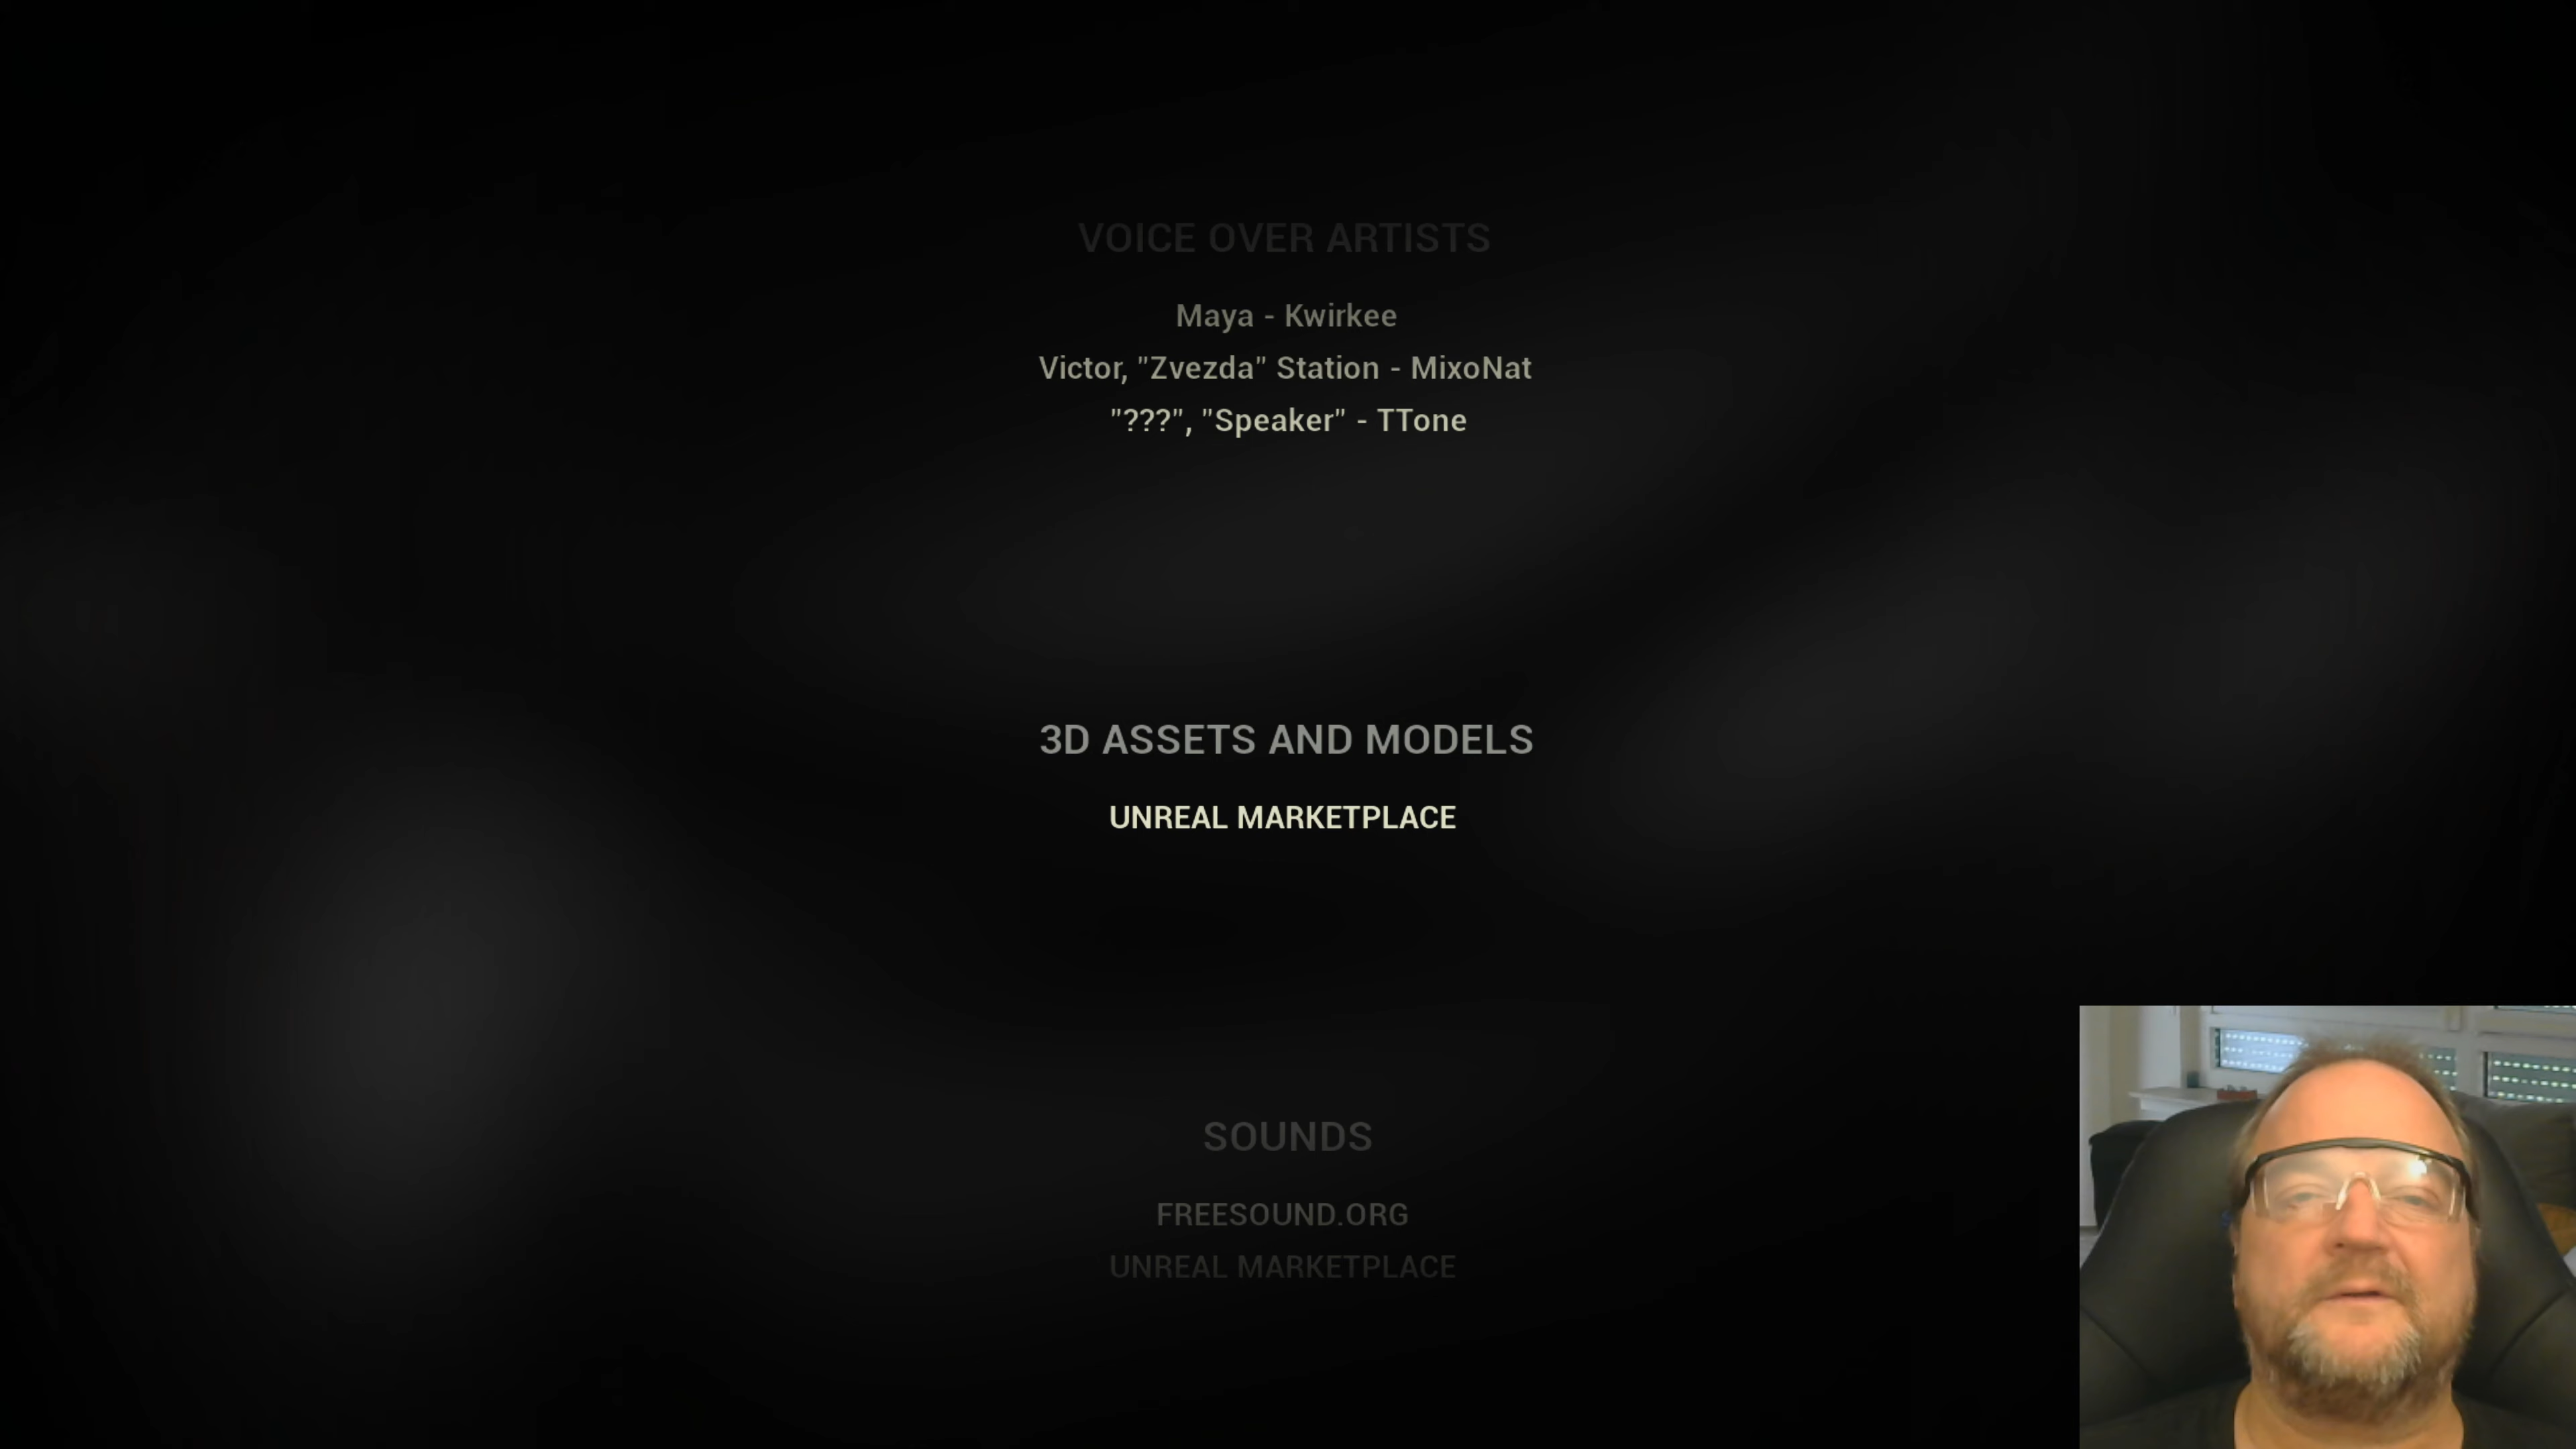 VOICE OVER ARTISTS
Maya - Kwirkee
Victor, "Zvezda" Station - MixoNat
"???", "Speaker" - TTone
3D ASSETS AND MODELS
UNREAL MARKETPLACE
SOUNDS
FREESOUND.ORG
UNREAL MARKETPLACE